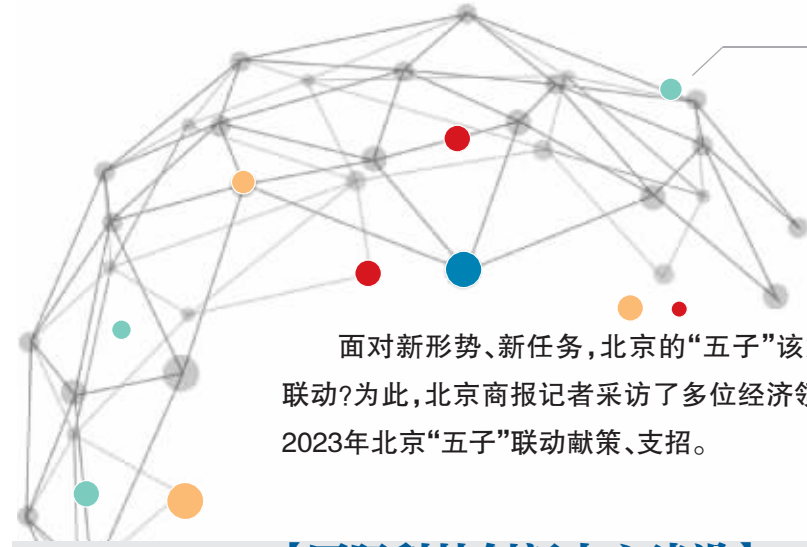 面对新形势、新任务,北京的“五子”该
联动?为此,北京商报记者采访了多位经济领
2023年北京“五子”联动献策、支招。